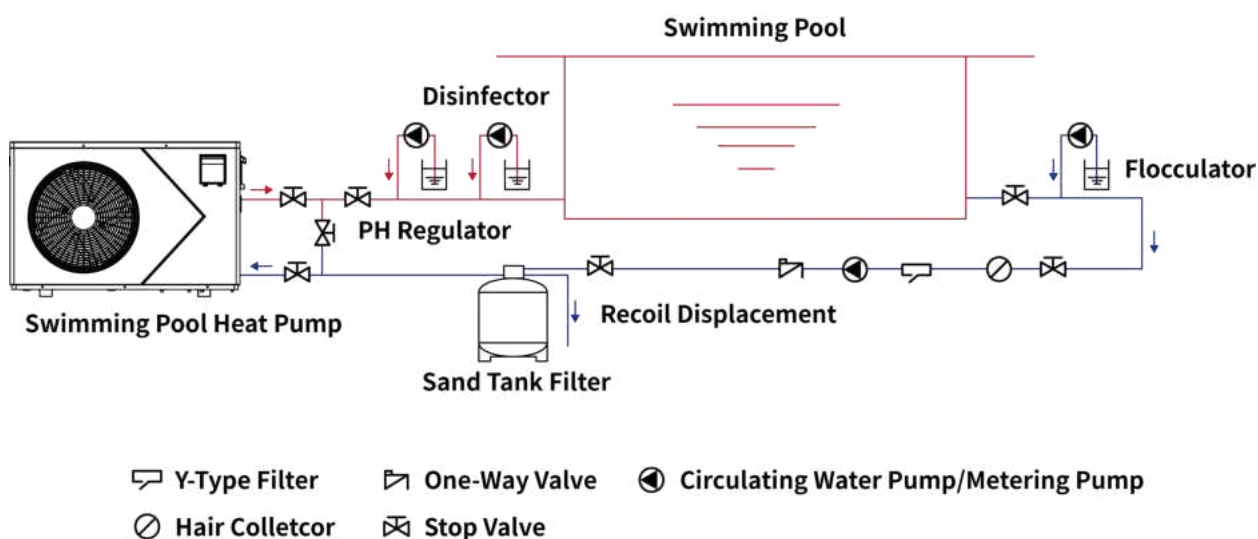 Swimming Pool
Disinfector
Flocculator
PH Regulator
Swimming Pool Heat Pump
Recoil Displacement
Sand Tank Filter
Y-Type Filter
One-Way Valve
Circulating Water Pump/Metering Pump
Hair Colletcor
Stop Valve